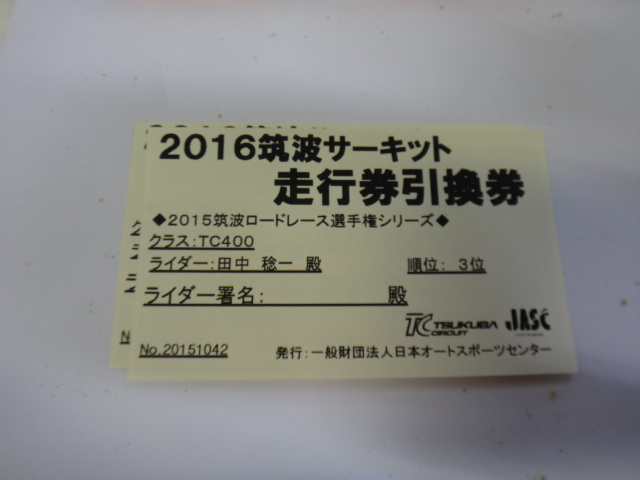 2016筑波サーキット
走行券引換券
◆2015筑波ロードレース選手権シリーズ◆
クラス:TC400
ライダー:田中 稔一 殿 順位: 3位
ライダー署名: 殿
TC TSUKUBA CIRCUIT JASC
No.20151042 発行:一般財団法人日本オートスポーツセンター